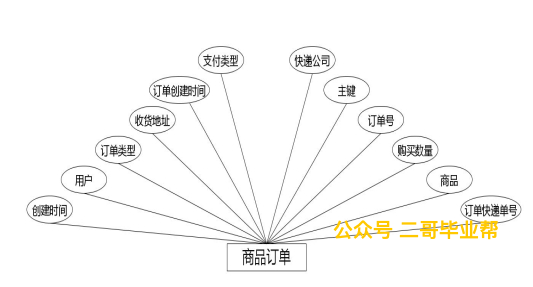 支付类型
快递公司
订单创建时间
主键
收货地址
订单号
订单类型
购买数量
用户
商品
创建时间
订单快递单号
公众号 二哥毕业帮
商品订单